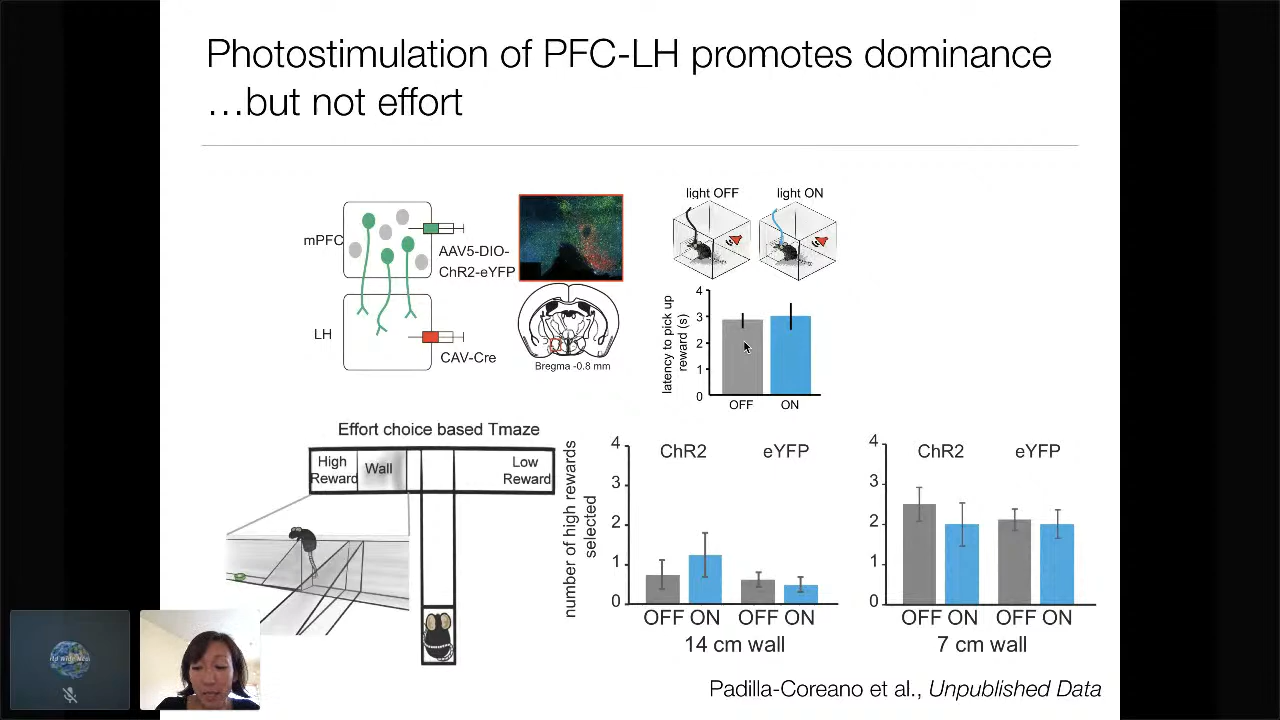 Photostimulation of PFC-LH promotes dominance
…but not effort
mPFC
AAV5-DIO-
ChR2-eYFP
LH
CAV-Cre
Bregma -0.8 mm
light OFF
light ON
latency to pick up
reward (s)
4
3
2
1
0
OFF
ON
Effort choice based Tmaze
High
Reward
Wall
Low
Reward
number of high rewards
selected
4
3
2
1
0
ChR2
eYFP
OFF ON
OFF ON
14 cm wall
4
3
2
1
0
ChR2
eYFP
OFF ON
OFF ON
7 cm wall
Padilla-Coreano et al., Unpublished Data